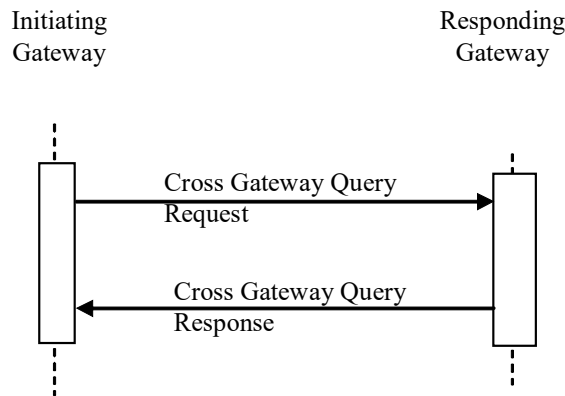 Initiating
Gateway
Responding
Gateway
Cross Gateway Query
Request
Cross Gateway Query
Response